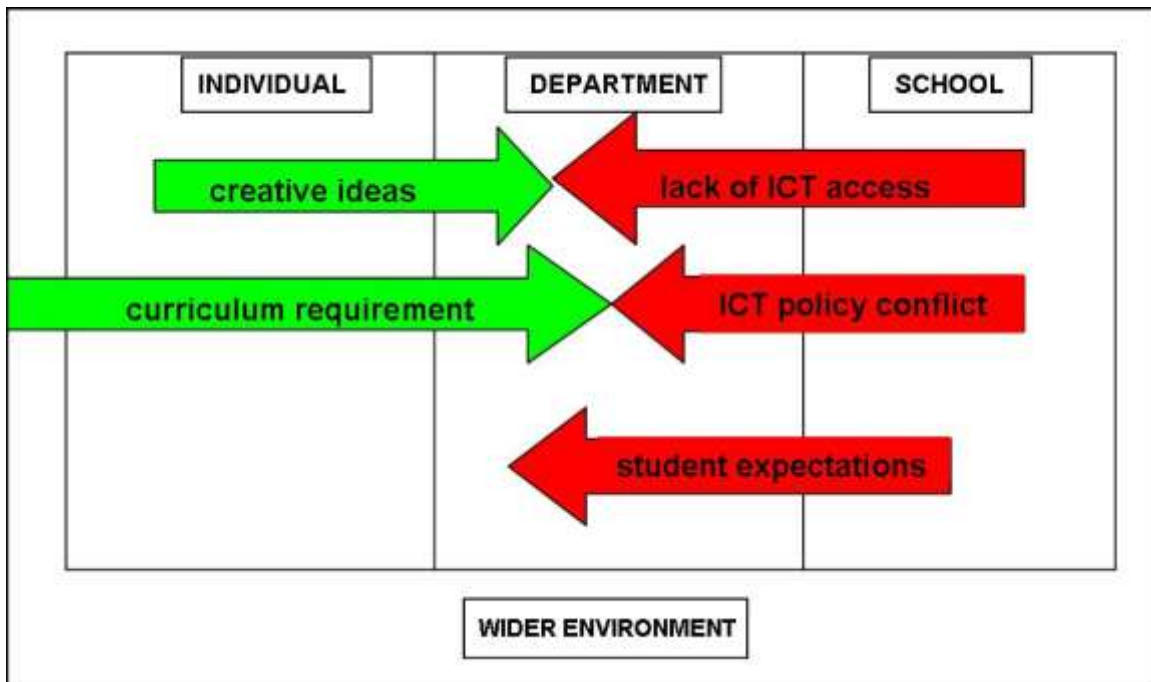 INDIVIDUAL
DEPARTMENT
SCHOOL
creative ideas
lack of ICT access
curriculum requirement
ICT policy conflict
student expectations
WIDER ENVIRONMENT